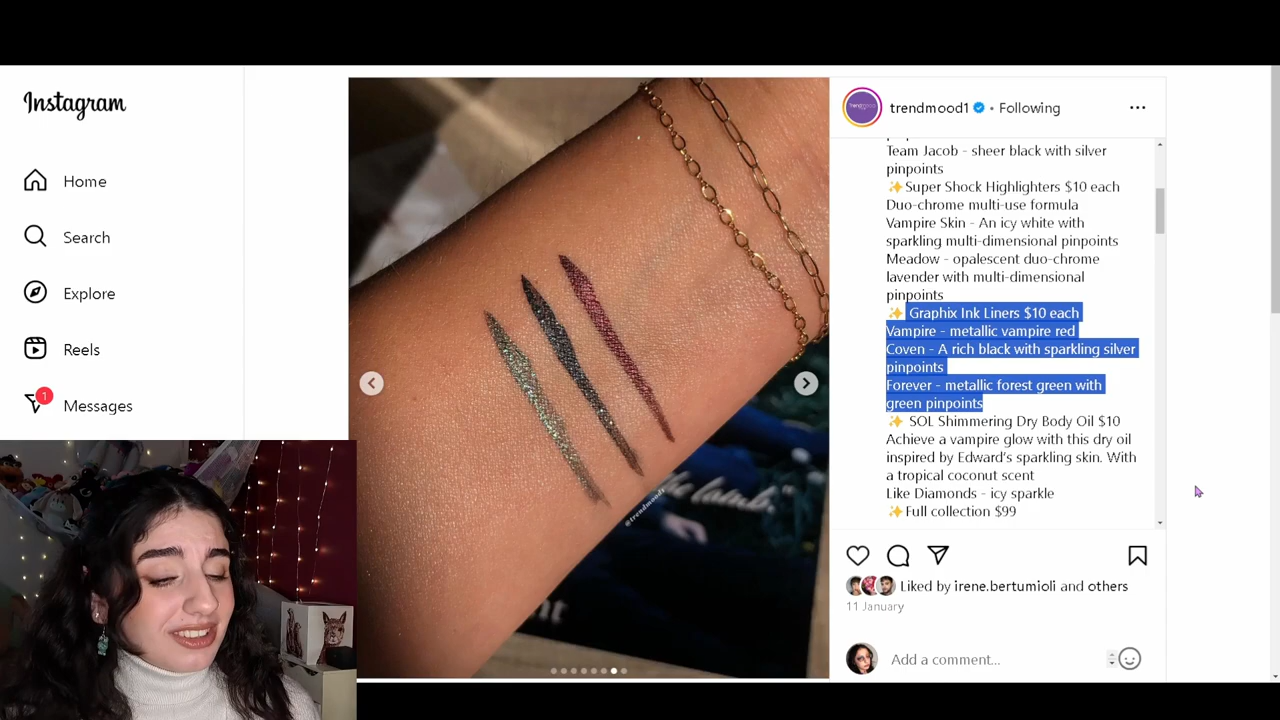 Instagram
Home
Search
Explore
Reels
1
Messages
@trendmood1
the lamb."
trendmood1 • Following
Team Jacob - sheer black with silver
pinpoints
✨Super Shock Highlighters $10 each
Duo-chrome multi-use formula
Vampire Skin - An icy white with
sparkling multi-dimensional pinpoints
Meadow - opalescent duo-chrome
lavender with multi-dimensional
pinpoints
✨ Graphix Ink Liners $10 each
Vampire - metallic vampire red
Coven - A rich black with sparkling silver
pinpoints
Forever - metallic forest green with
green pinpoints
✨ SOL Shimmering Dry Body Oil $10
Achieve a vampire glow with this dry oil
inspired by Edward's sparkling skin. With
a tropical coconut scent
Like Diamonds - icy sparkle
✨Full collection $99
Liked by irene.bertumioli and others
11 January
Add a comment...